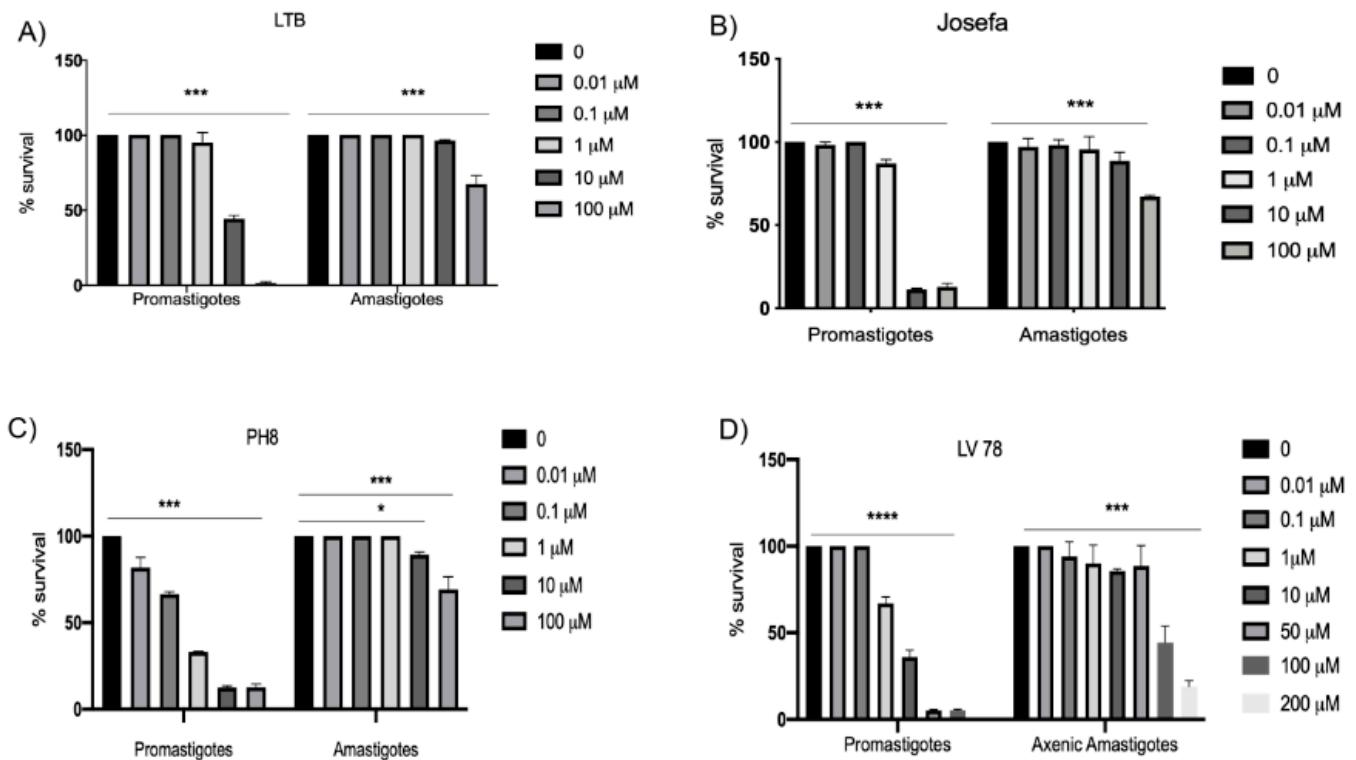 A)
LTB
% survival
150
100
50
0
***
***
Promastigotes
Amastigotes
0
0.01 μM
0.1 μM
1 μM
10 μM
100 μM
B)
Josefa
% survival
150
100
50
0
***
***
Promastigotes
Amastigotes
0
0.01 μM
0.1 μM
1 μM
10 μM
100 μM
C)
PH8
% survival
150
100
50
0
***
***
*
Promastigotes
Amastigotes
0
0.01 μM
0.1 μM
1 μM
10 μM
100 μM
D)
LV 78
% survival
150
100
50
0
****
***
Promastigotes
Axenic Amastigotes
0
0.01 μM
0.1 μM
1μM
10 μM
50 μM
100 μM
200 μM